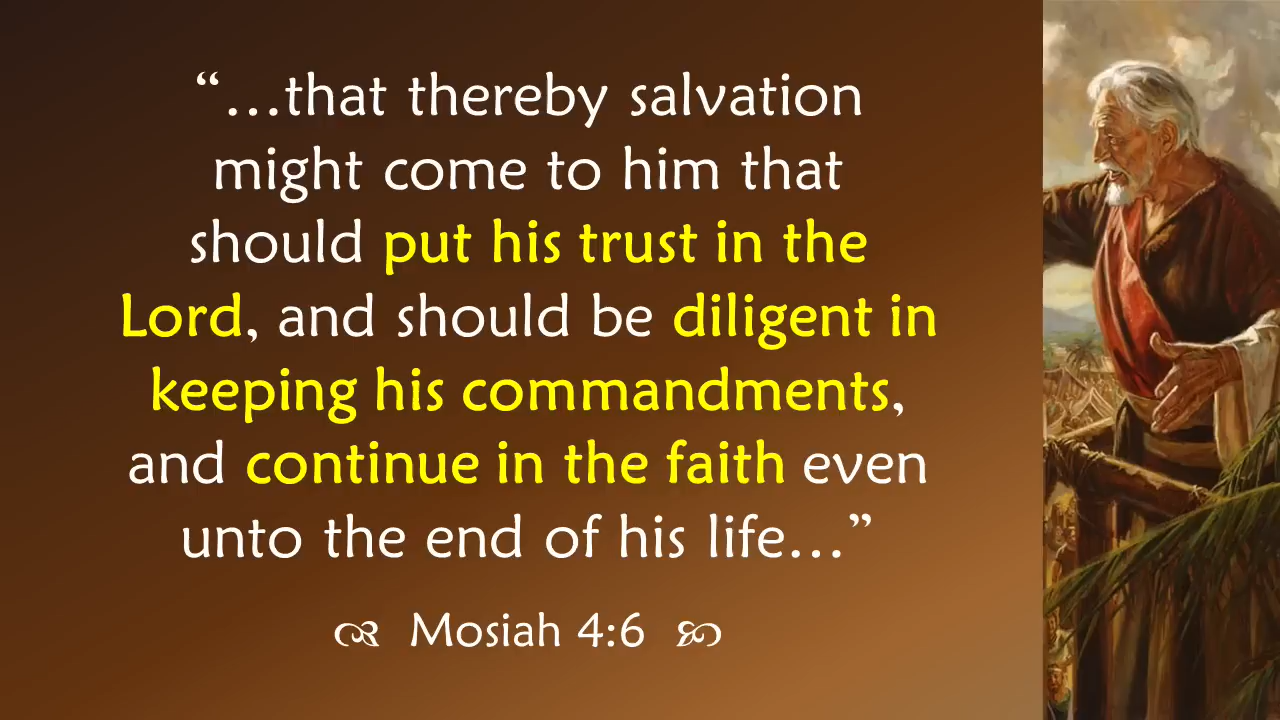 “…that thereby salvation
might come to him that
should put his trust in the
Lord, and should be diligent in
keeping his commandments,
and continue in the faith even
unto the end of his life…”
Mosiah 4:6